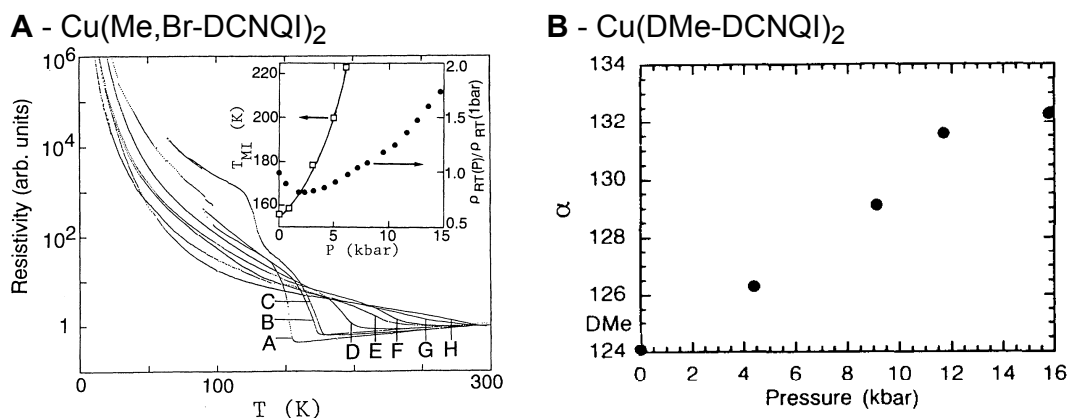 A - Cu(Me,Br-DCNQI)2
Resistivity (arb. units)
10^6
10^4
10^2
1
0
100
200
300
T (K)
A
B
C
D
E
F
G
H
T_MI (K)
220
200
180
160
0
5
10
15
P (kbar)
2.0
1.5
1.0
0.5
ρRT(P)/ρRT(1bar)
B - Cu(DMe-DCNQI)2
α
134
132
130
128
126
DMe
124
0
2
4
6
8
10
12
14
16
Pressure (kbar)